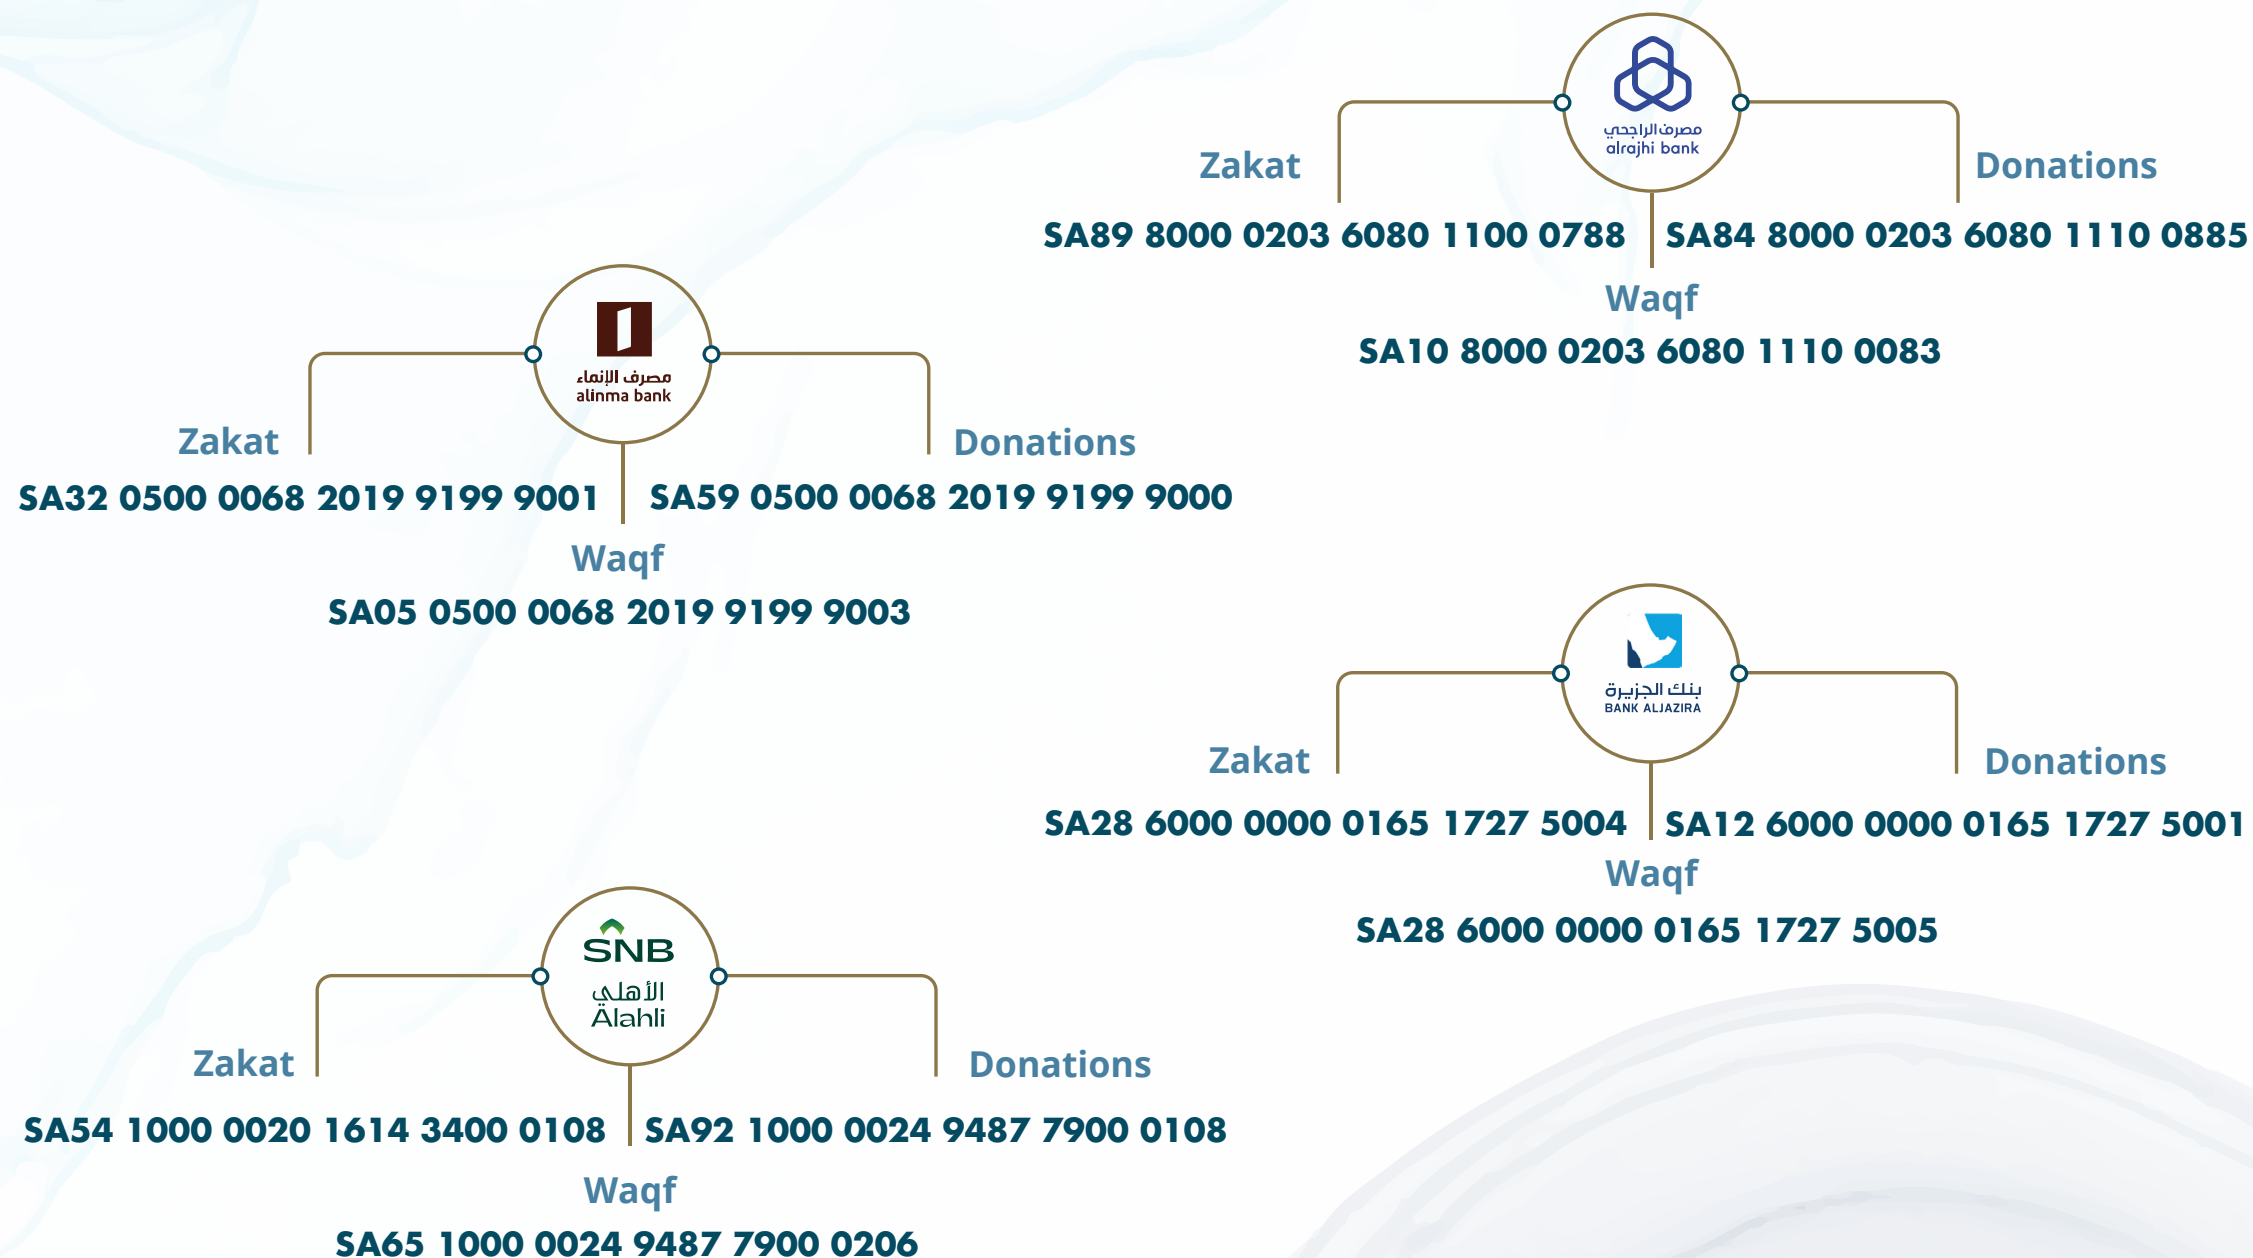 مصرف الراجحي
alrajhi bank
Zakat
Donations
SA89 8000 0203 6080 1100 0788
SA84 8000 0203 6080 1110 0885
Waqf
SA10 8000 0203 6080 1110 0083
مصرف الإنماء
alinma bank
Zakat
Donations
SA32 0500 0068 2019 9199 9001
SA59 0500 0068 2019 9199 9000
Waqf
SA05 0500 0068 2019 9199 9003
بنك الجزيرة
BANK ALJAZIRA
Zakat
Donations
SA28 6000 0000 0165 1727 5004
SA12 6000 0000 0165 1727 5001
Waqf
SA28 6000 0000 0165 1727 5005
SNB
الأهلي
Alahli
Zakat
Donations
SA54 1000 0020 1614 3400 0108
SA92 1000 0024 9487 7900 0108
Waqf
SA65 1000 0024 9487 7900 0206